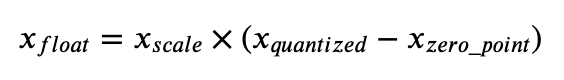 x_float = x_scale × (x_quantized − x_zero_point)